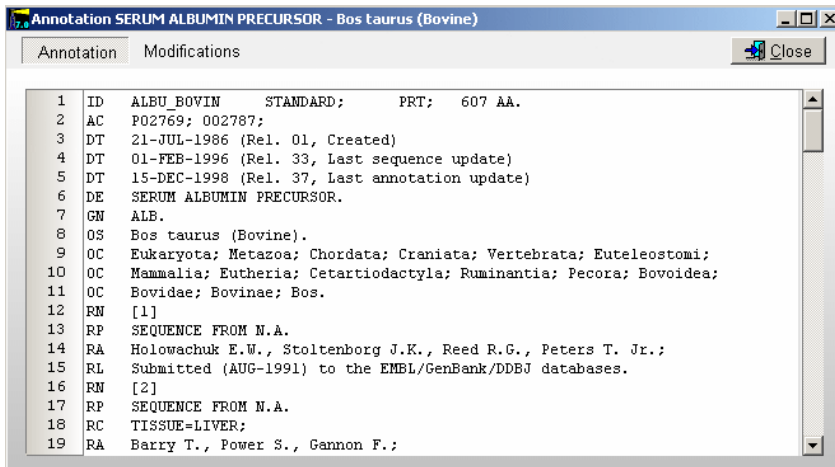 7.0 Annotation SERUM ALBUMIN PRECURSOR - Bos taurus (Bovine)
Annotation Modifications Close
1 ID ALBU_BOVIN STANDARD; PRT; 607 AA.
2 AC P02769; O02787;
3 DT 21-JUL-1986 (Rel. 01, Created)
4 DT 01-FEB-1996 (Rel. 33, Last sequence update)
5 DT 15-DEC-1998 (Rel. 37, Last annotation update)
6 DE SERUM ALBUMIN PRECURSOR.
7 GN ALB.
8 OS Bos taurus (Bovine).
9 OC Eukaryota; Metazoa; Chordata; Craniata; Vertebrata; Euteleostomi;
10 OC Mammalia; Eutheria; Cetartiodactyla; Ruminantia; Pecora; Bovoidea;
11 OC Bovidae; Bovinae; Bos.
12 RN [1]
13 RP SEQUENCE FROM N.A.
14 RA Holowachuk E.W., Stoltenborg J.K., Reed R.G., Peters T. Jr.;
15 RL Submitted (AUG-1991) to the EMBL/GenBank/DDBJ databases.
16 RN [2]
17 RP SEQUENCE FROM N.A.
18 RC TISSUE=LIVER;
19 RA Barry T., Power S., Gannon F.;